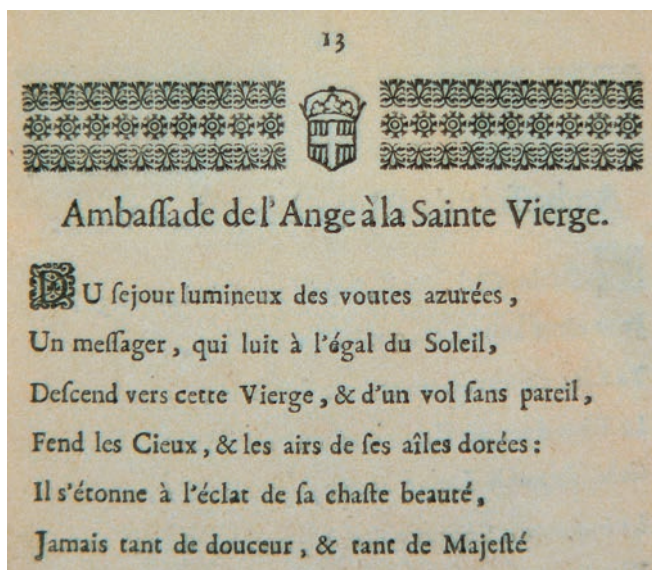 13
Ambaſſade de l'Ange à la Sainte Vierge.
DU ſejour lumineux des voutes azurées,
Un meſſager, qui luit à l'égal du Soleil,
Deſcend vers cette Vierge, & d'un vol ſans pareil,
Fend les Cieux, & les airs de ſes aîles dorées:
Il s'étonne à l'éclat de ſa chaſte beauté,
Jamais tant de douceur, & tant de Majeſté